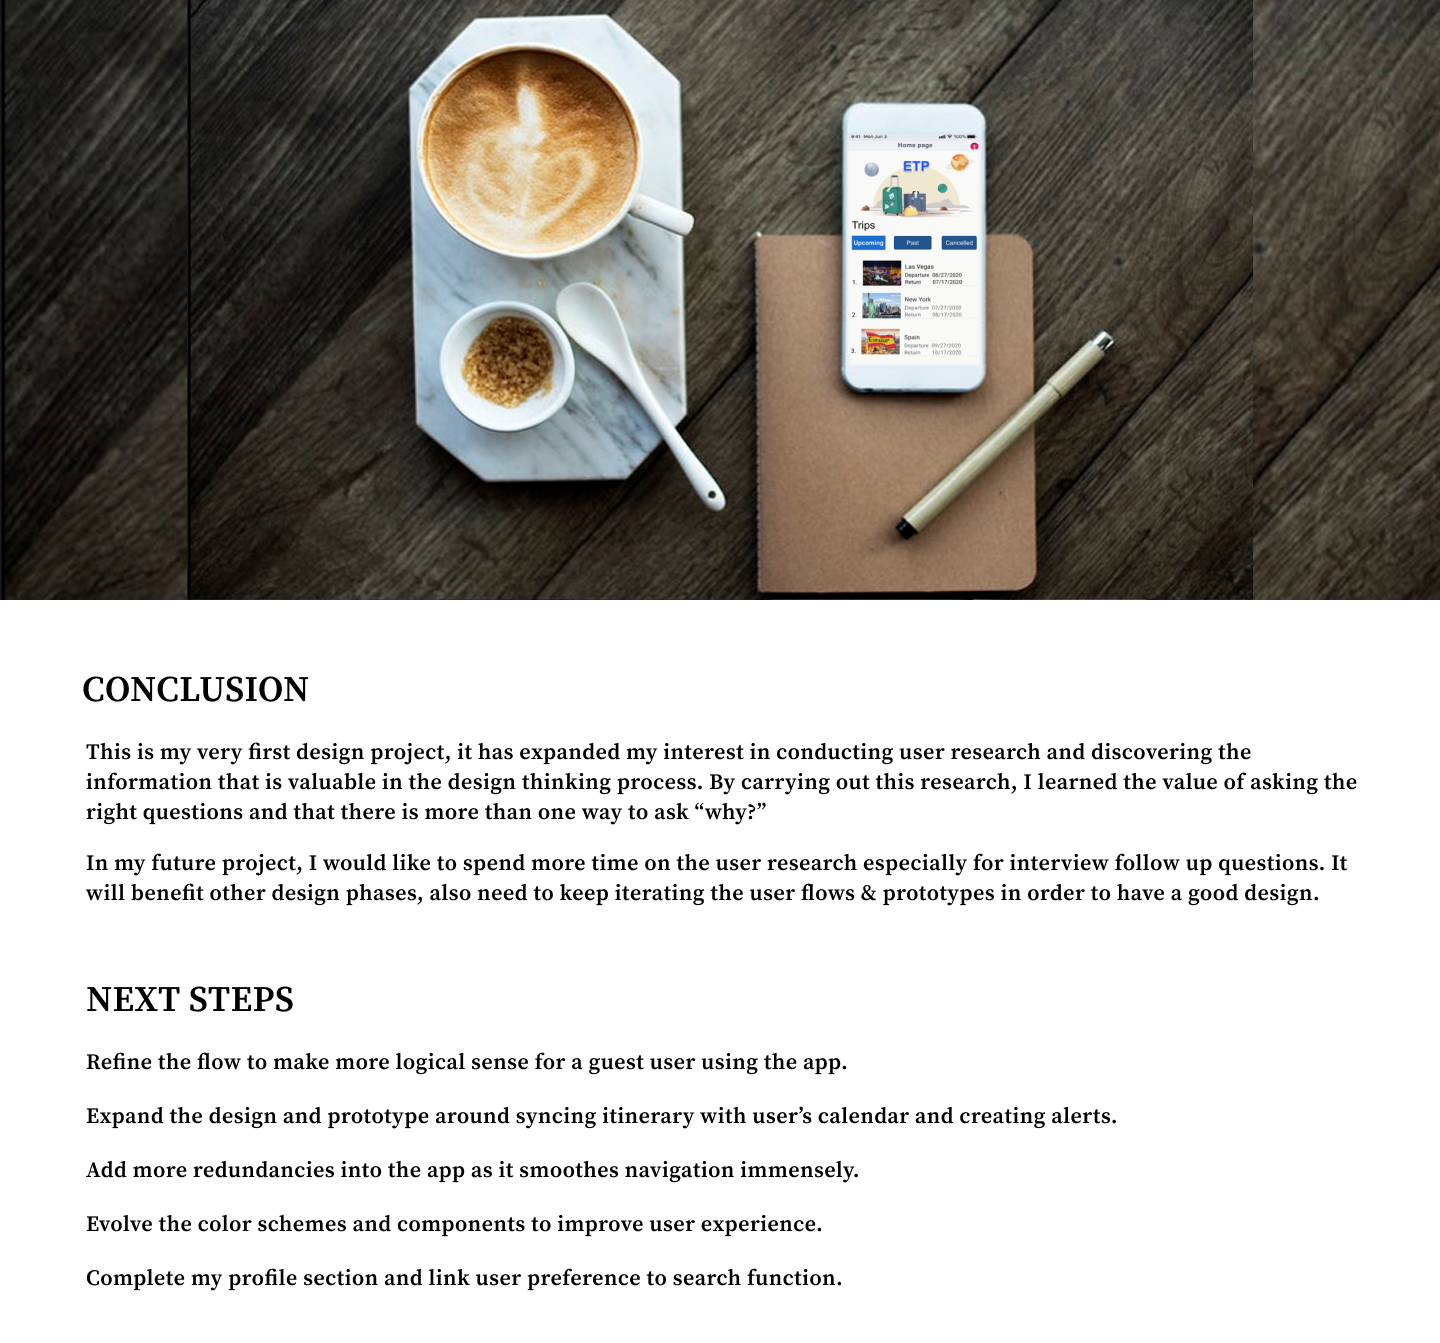 9:41 Mon Jun 3
100%
Home page
1
ETP
Trips
Upcoming
Past
Cancelled
Las Vegas
Departure 06/27/2020
1.
Return 07/17/2020
New York
Departure 07/27/2020
2.
Return 08/17/2020
Spain
Departure 09/27/2020
3.
Return 10/17/2020
CONCLUSION
This is my very first design project, it has expanded my interest in conducting user research and discovering the
information that is valuable in the design thinking process. By carrying out this research, I learned the value of asking the
right questions and that there is more than one way to ask “why?”
In my future project, I would like to spend more time on the user research especially for interview follow up questions. It
will benefit other design phases, also need to keep iterating the user flows & prototypes in order to have a good design.
NEXT STEPS
Refine the flow to make more logical sense for a guest user using the app.
Expand the design and prototype around syncing itinerary with user’s calendar and creating alerts.
Add more redundancies into the app as it smoothes navigation immensely.
Evolve the color schemes and components to improve user experience.
Complete my profile section and link user preference to search function.